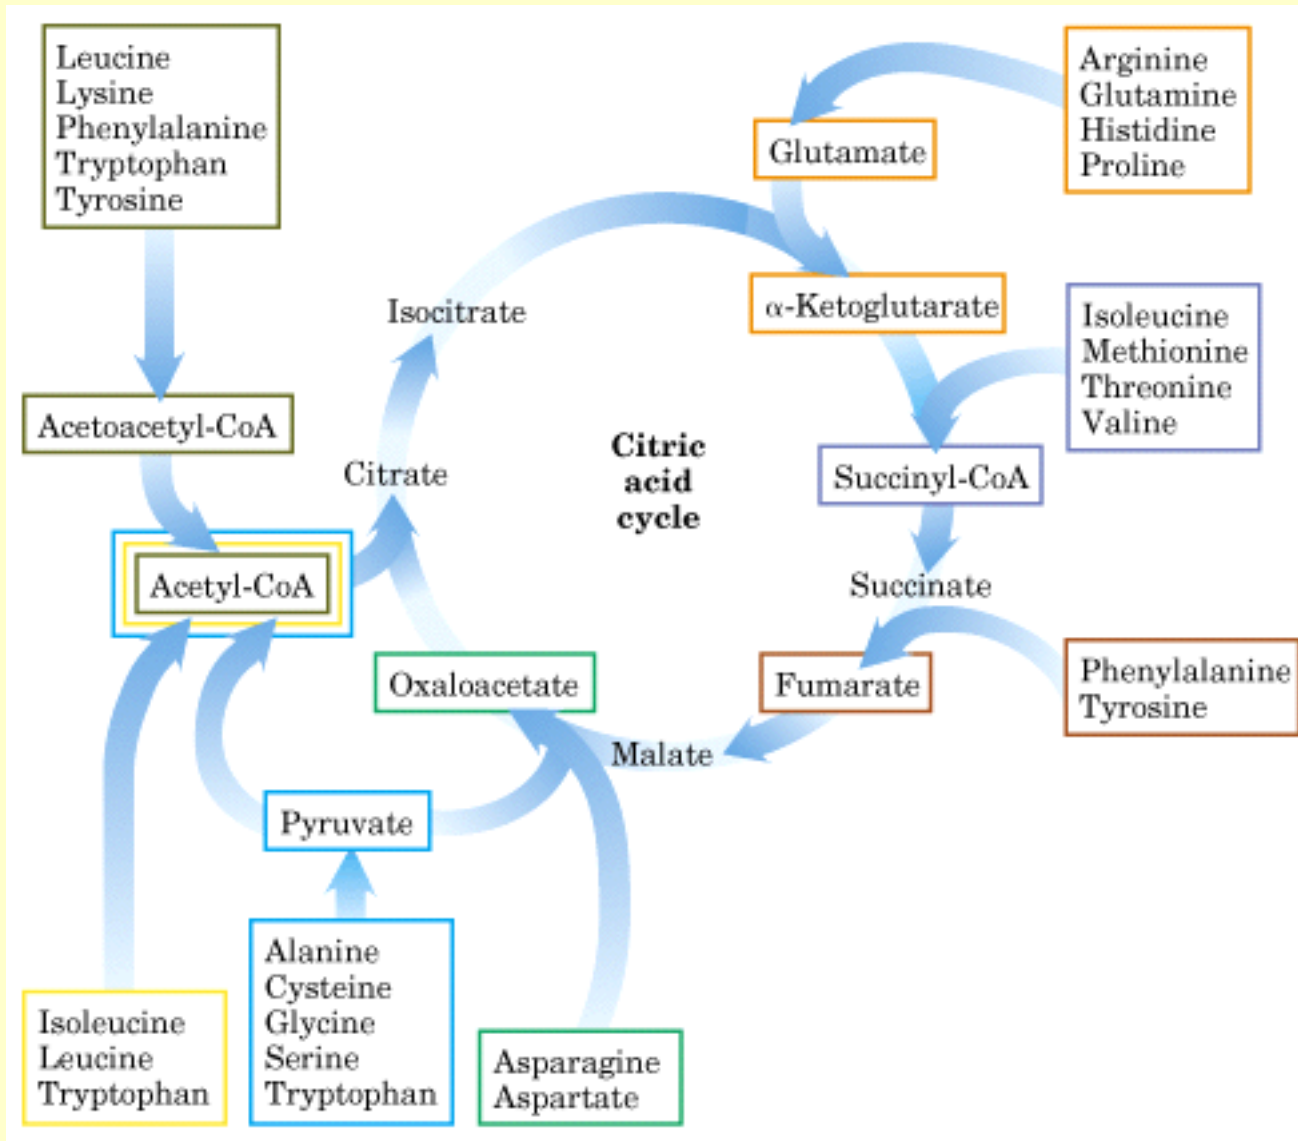 Leucine
Lysine
Phenylalanine
Tryptophan
Tyrosine
Arginine
Glutamine
Histidine
Proline
Glutamate
Isocitrate
α-Ketoglutarate
Isoleucine
Methionine
Threonine
Valine
Acetoacetyl-CoA
Citrate
Citric
acid
cycle
Succinyl-CoA
Acetyl-CoA
Succinate
Oxaloacetate
Fumarate
Phenylalanine
Tyrosine
Malate
Pyruvate
Isoleucine
Leucine
Tryptophan
Alanine
Cysteine
Glycine
Serine
Tryptophan
Asparagine
Aspartate